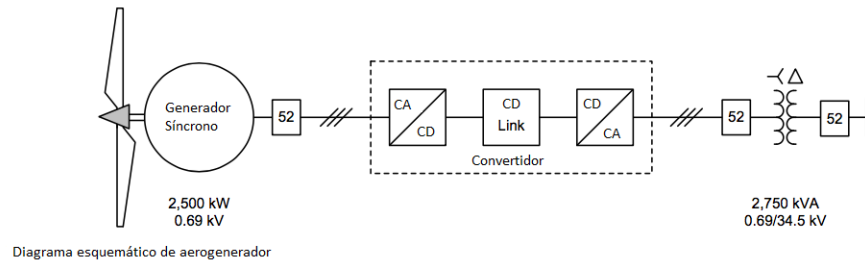 Generador
Síncrono
52
CA
CD
CD
Link
CD
CA
52
52
Convertidor
2,500 kW
0.69 kV
2,750 kVA
0.69/34.5 kV
Diagrama esquemático de aerogenerador